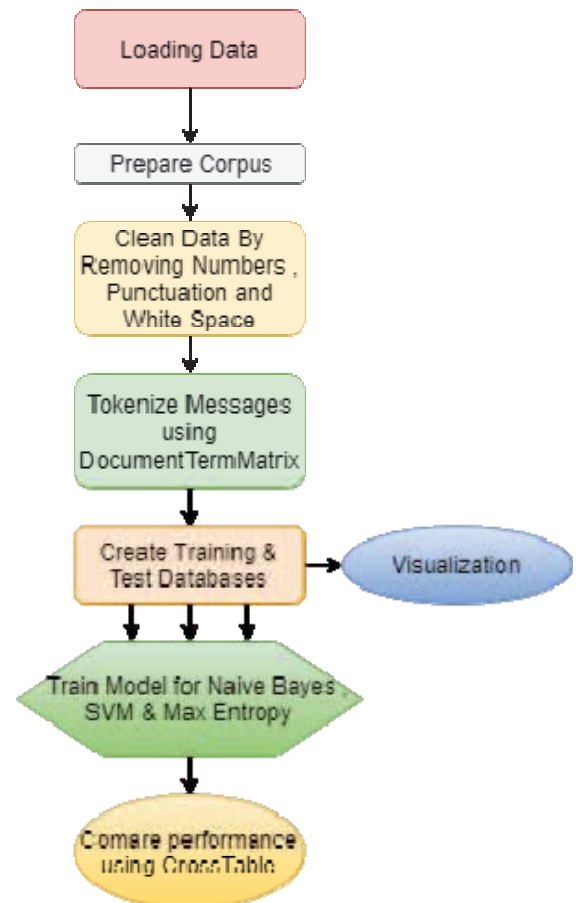 Loading Data
Prepare Corpus
Clean Data By
Removing Numbers ,
Punctuation and
White Space
Tokenize Messages
using
DocumentTermMatrix
Create Training &
Test Databases
Visualization
Train Model for Naive Bayes ,
SVM & Max Entropy
Comare performance
using CrossTable